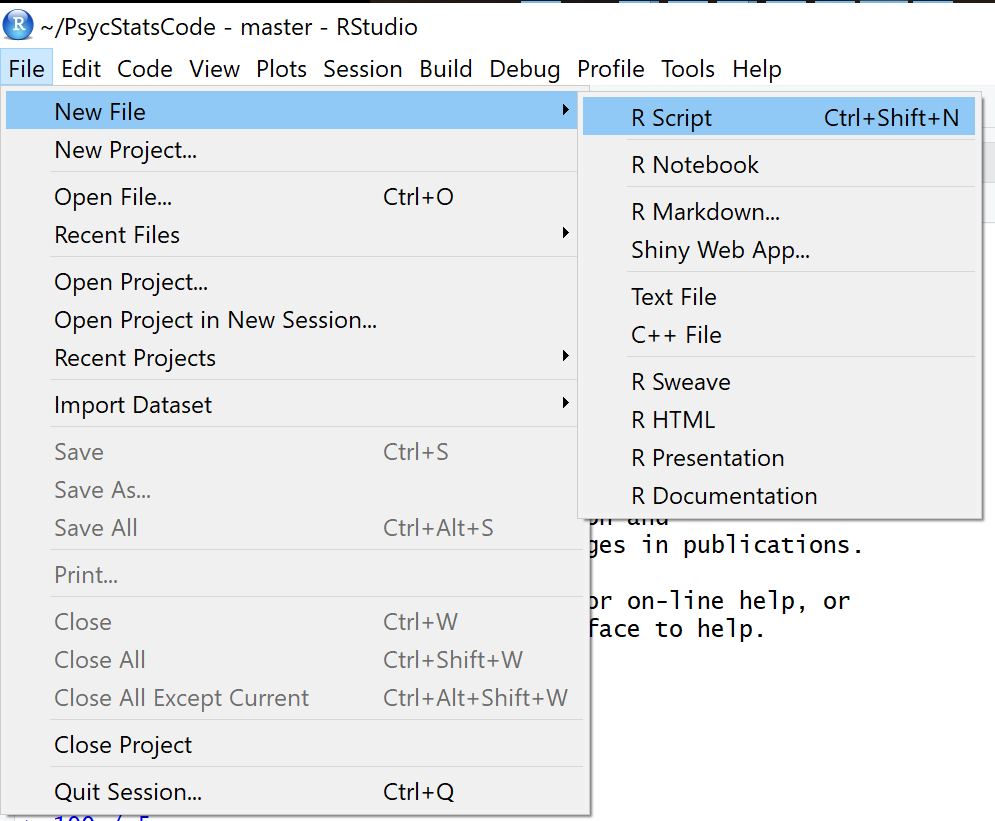 R ~/PsycStatsCode - master - RStudio
File Edit Code View Plots Session Build Debug Profile Tools Help
New File
New Project...
Open File... Ctrl+O
Recent Files
Open Project...
Open Project in New Session...
Recent Projects
Import Dataset
Save Ctrl+S
Save As...
Save All Ctrl+Alt+S
Print...
Close Ctrl+W
Close All Ctrl+Shift+W
Close All Except Current Ctrl+Alt+Shift+W
Close Project
Quit Session... Ctrl+Q
R Script Ctrl+Shift+N
R Notebook
R Markdown...
Shiny Web App...
Text File
C++ File
R Sweave
R HTML
R Presentation
R Documentation
on and
ges in publications.
or on-line help, or
face to help.